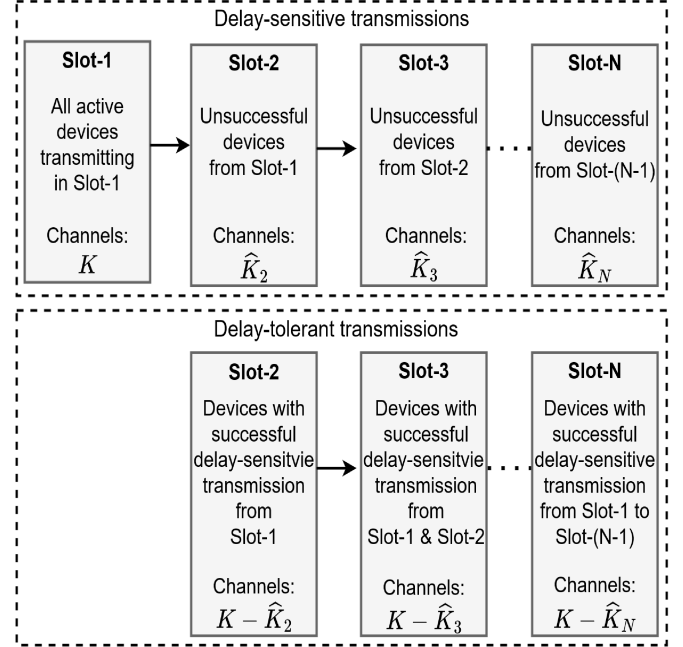 Delay-sensitive transmissions
Slot-1
All active
devices
transmitting
in Slot-1
Channels:
K
Slot-2
Unsuccessful
devices
from Slot-1
Channels:
K̂₂
Slot-3
Unsuccessful
devices
from Slot-2
Channels:
K̂₃
Slot-N
Unsuccessful
devices
from Slot-(N-1)
Channels:
K̂_N
Delay-tolerant transmissions
Slot-2
Devices with
successful
delay-sensitvie
transmission
from
Slot-1
Channels:
K − K̂₂
Slot-3
Devices with
successful
delay-sensitvie
transmission
from
Slot-1 & Slot-2
Channels:
K − K̂₃
Slot-N
Devices with
successful
delay-sensitive
transmission
from Slot-1 to
Slot-(N-1)
Channels:
K − K̂_N